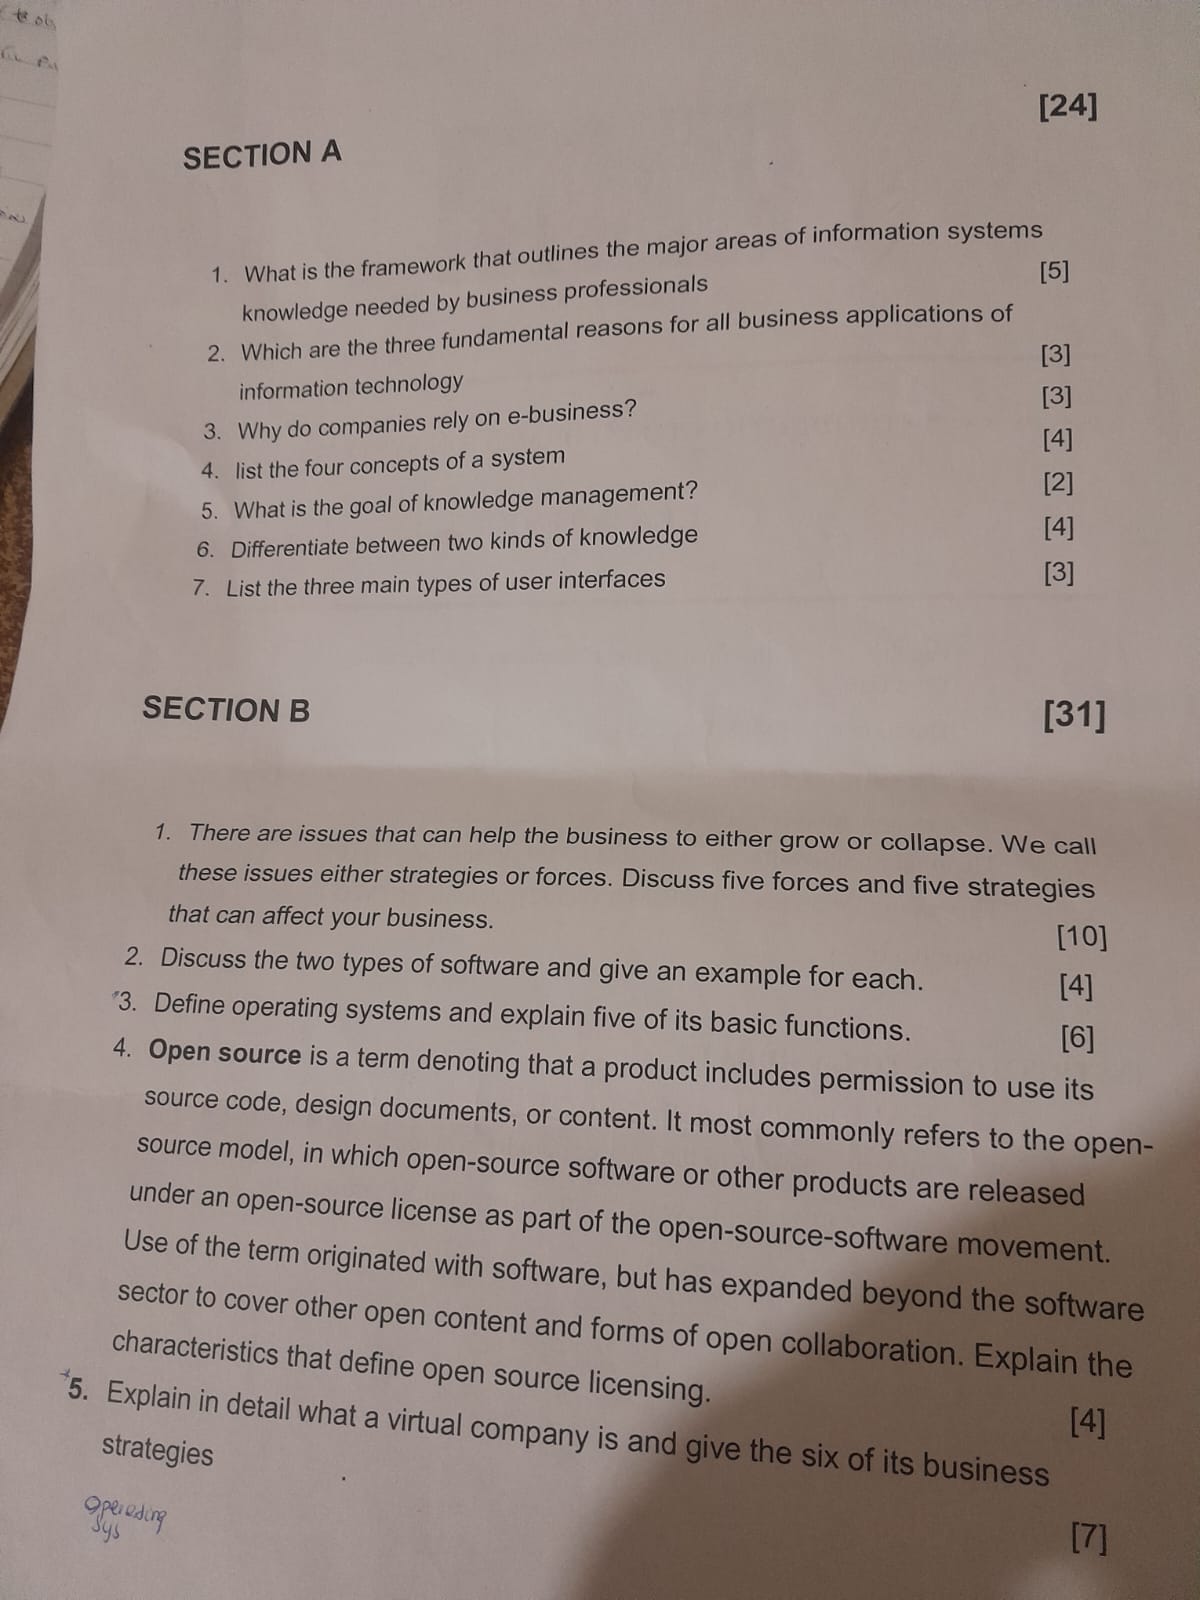 [24]
SECTION A
1. What is the framework that outlines the major areas of information systems
knowledge needed by business professionals [5]
2. Which are the three fundamental reasons for all business applications of
information technology [3]
3. Why do companies rely on e-business? [3]
4. list the four concepts of a system [4]
5. What is the goal of knowledge management? [2]
6. Differentiate between two kinds of knowledge [4]
7. List the three main types of user interfaces [3]
SECTION B [31]
1. There are issues that can help the business to either grow or collapse. We call
these issues either strategies or forces. Discuss five forces and five strategies
that can affect your business. [10]
2. Discuss the two types of software and give an example for each. [4]
*3. Define operating systems and explain five of its basic functions. [6]
4. Open source is a term denoting that a product includes permission to use its
source code, design documents, or content. It most commonly refers to the open-
source model, in which open-source software or other products are released
under an open-source license as part of the open-source-software movement.
Use of the term originated with software, but has expanded beyond the software
sector to cover other open content and forms of open collaboration. Explain the
characteristics that define open source licensing. [4]
*5. Explain in detail what a virtual company is and give the six of its business
strategies
[7]
Sys